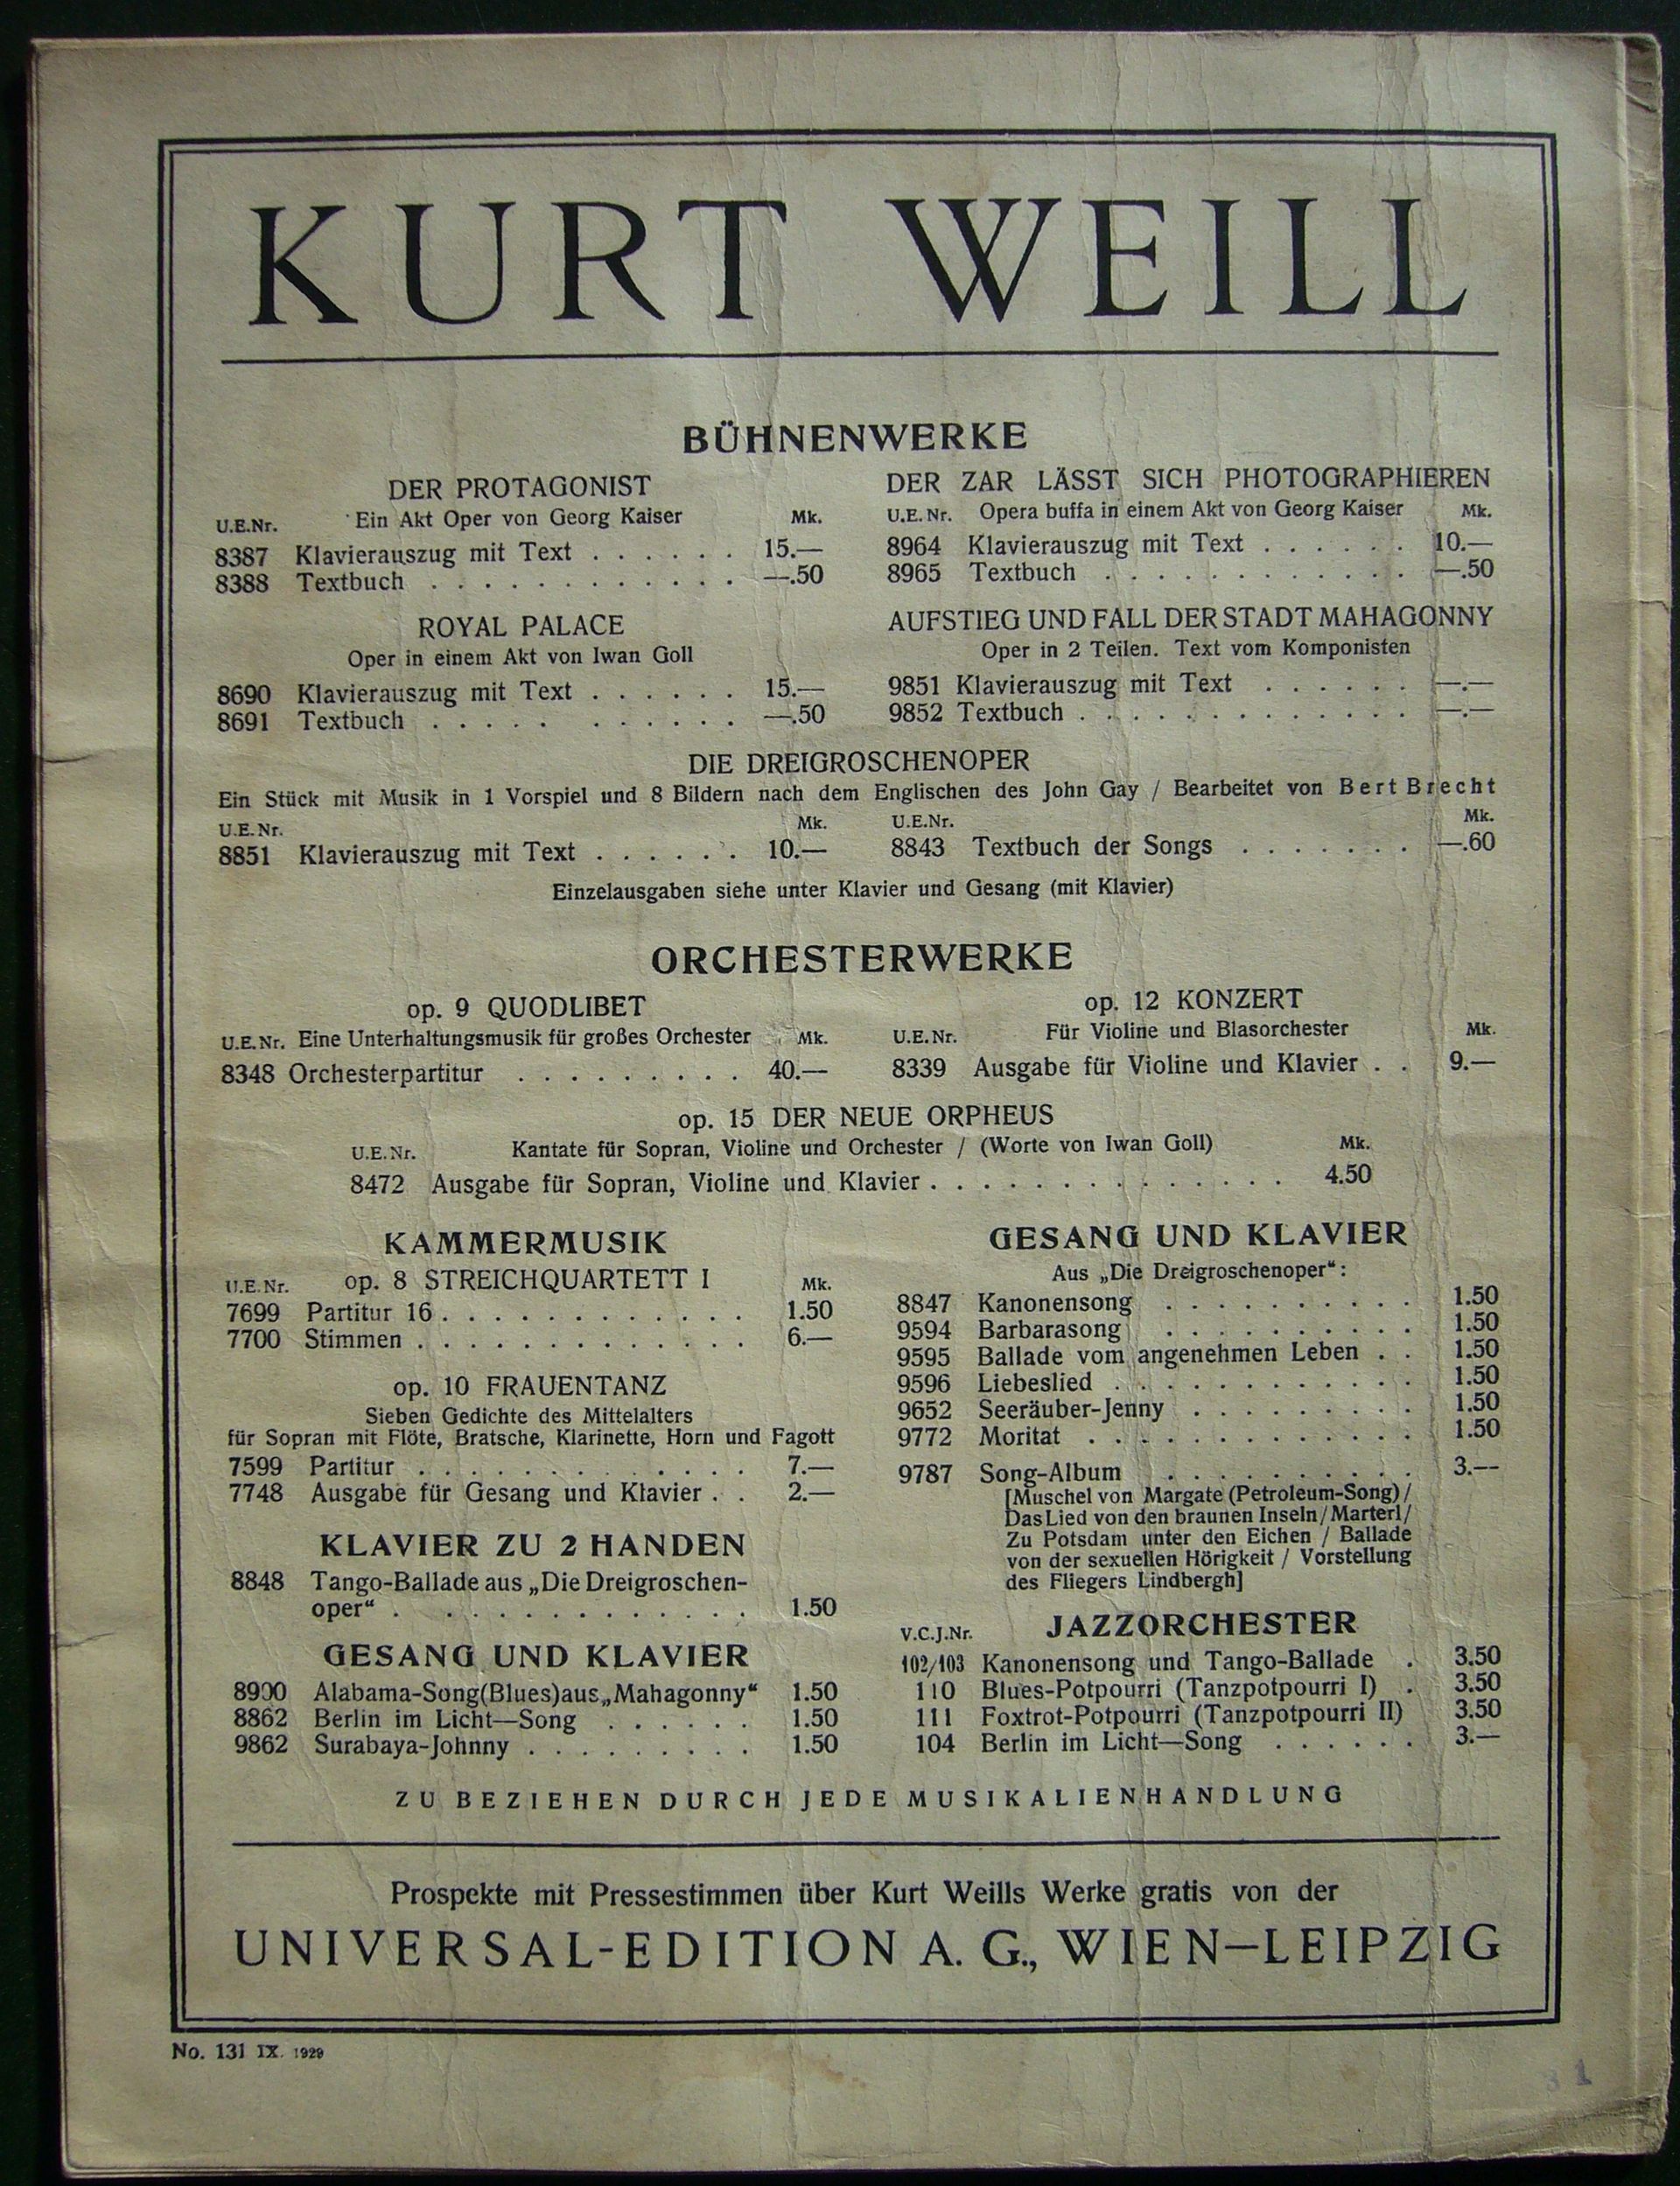 KURT WEILL
BÜHNENWERKE
DER PROTAGONIST
U.E.Nr. Ein Akt Oper von Georg Kaiser Mk.
8387 Klavierauszug mit Text . . . . . . 15.—
8388 Textbuch . . . . . . . . . . . . —.50
ROYAL PALACE
Oper in einem Akt von Iwan Goll
8690 Klavierauszug mit Text . . . . . . 15.—
8691 Textbuch . . . . . . . . . . . —.50
DER ZAR LÄSST SICH PHOTOGRAPHIEREN
U.E.Nr. Opera buffa in einem Akt von Georg Kaiser Mk.
8964 Klavierauszug mit Text . . . . . . 10.—
8965 Textbuch . . . . . . . . . . . . —.50
AUFSTIEG UND FALL DER STADT MAHAGONNY
Oper in 2 Teilen. Text vom Komponisten
9851 Klavierauszug mit Text . . . . . . —.—
9852 Textbuch . . . . . . . . . . . . . —.—
DIE DREIGROSCHENOPER
Ein Stück mit Musik in 1 Vorspiel und 8 Bildern nach dem Englischen des John Gay / Bearbeitet von Bert Brecht
U.E.Nr. Mk. U.E.Nr. Mk.
8851 Klavierauszug mit Text . . . . . . 10.— 8843 Textbuch der Songs . . . . . . . —.60
Einzelausgaben siehe unter Klavier und Gesang (mit Klavier)
ORCHESTERWERKE
op. 9 QUODLIBET
U.E.Nr. Eine Unterhaltungsmusik für großes Orchester Mk.
8348 Orchesterpartitur . . . . . . . . . 40.—
op. 12 KONZERT
U.E.Nr. Für Violine und Blasorchester Mk.
8339 Ausgabe für Violine und Klavier . . 9.—
op. 15 DER NEUE ORPHEUS
U.E.Nr. Kantate für Sopran, Violine und Orchester / (Worte von Iwan Goll) Mk.
8472 Ausgabe für Sopran, Violine und Klavier . . . . . . . . . . . . . . 4.50
KAMMERMUSIK
U.E.Nr. op. 8 STREICHQUARTETT I Mk.
7699 Partitur 16 . . . . . . . . . . . . 1.50
7700 Stimmen . . . . . . . . . . . . . 6.—
op. 10 FRAUENTANZ
Sieben Gedichte des Mittelalters
für Sopran mit Flöte, Bratsche, Klarinette, Horn und Fagott
7599 Partitur . . . . . . . . . . . . . 7.—
7748 Ausgabe für Gesang und Klavier . . 2.—
KLAVIER ZU 2 HANDEN
8848 Tango-Ballade aus „Die Dreigroschen-
oper“ . . . . . . . . . . . . . 1.50
GESANG UND KLAVIER
8900 Alabama-Song(Blues)aus„Mahagonny“ 1.50
8862 Berlin im Licht—Song . . . . . . 1.50
9862 Surabaya-Johnny . . . . . . . . . 1.50
GESANG UND KLAVIER
Aus „Die Dreigroschenoper“:
8847 Kanonensong . . . . . . . . . . 1.50
9594 Barbarasong . . . . . . . . . . 1.50
9595 Ballade vom angenehmen Leben . . 1.50
9596 Liebeslied . . . . . . . . . . . . 1.50
9652 Seeräuber-Jenny . . . . . . . . . 1.50
9772 Moritat . . . . . . . . . . . . . 1.50
9787 Song-Album . . . . . . . . . . 3.—
[Muschel von Margate (Petroleum-Song) /
Das Lied von den braunen Inseln / Marterl /
Zu Potsdam unter den Eichen / Ballade
von der sexuellen Hörigkeit / Vorstellung
des Fliegers Lindbergh]
V.C.J.Nr. JAZZORCHESTER
102/103 Kanonensong und Tango-Ballade . 3.50
110 Blues-Potpourri (Tanzpotpourri I) . 3.50
111 Foxtrot-Potpourri (Tanzpotpourri II) 3.50
104 Berlin im Licht—Song . . . . . . 3.—
ZU BEZIEHEN DURCH JEDE MUSIKALIENHANDLUNG
Prospekte mit Pressestimmen über Kurt Weills Werke gratis von der
UNIVERSAL-EDITION A. G., WIEN—LEIPZIG
No. 131 IX. 1929
31